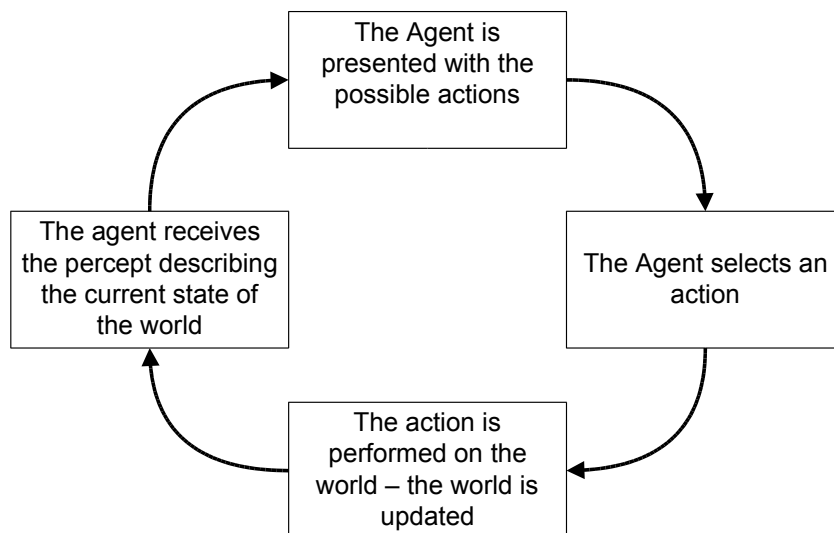 The Agent is
presented with the
possible actions
The agent receives
the percept describing
the current state of
the world
The Agent selects an
action
The action is
performed on the
world – the world is
updated